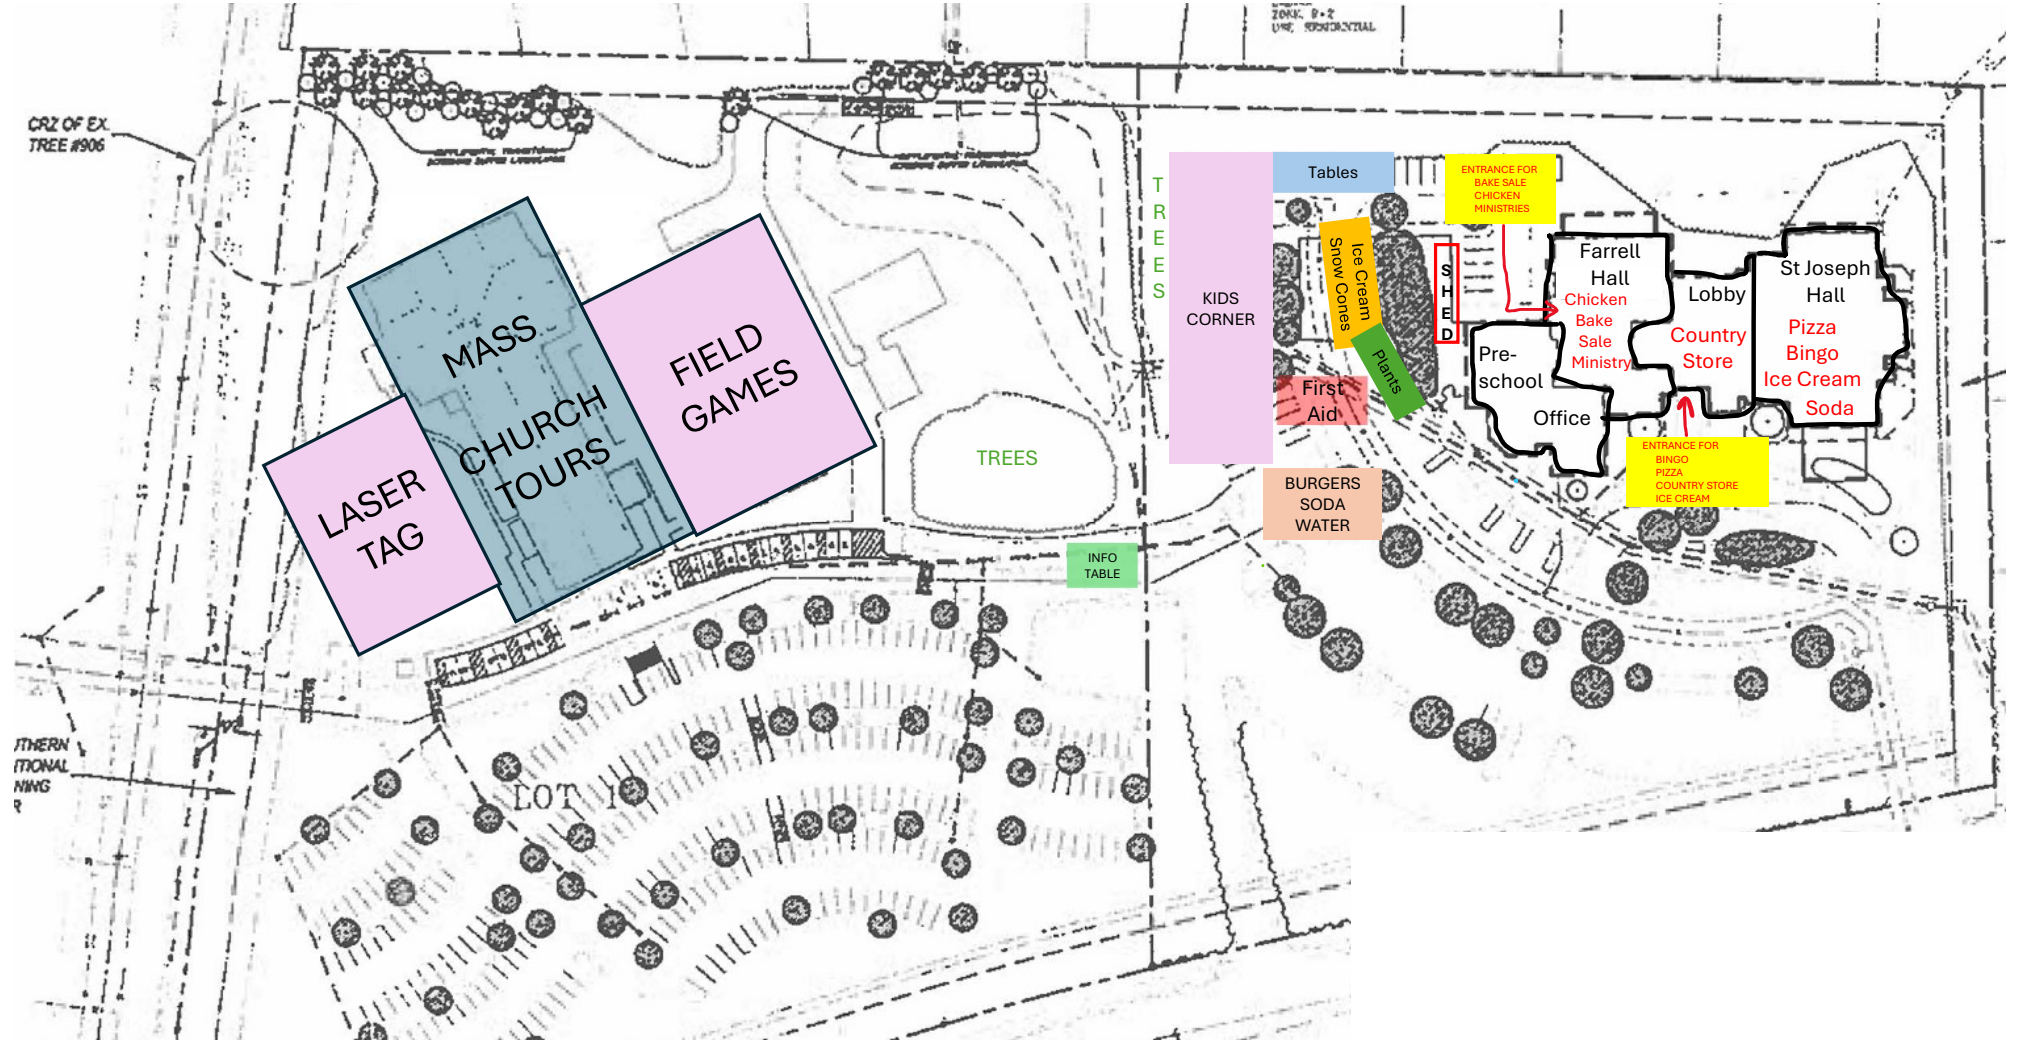 ZONE: R-2
USE: RESIDENTIAL
CRZ OF EX.
TREE #906
TREES
KIDS
CORNER
Tables
Ice Cream
Snow Cones
Plants
First
Aid
BURGERS
SODA
WATER
INFO
TABLE
TREES
SHED
ENTRANCE FOR
BAKE SALE
CHICKEN
MINISTRIES
Farrell
Hall
Chicken
Bake
Sale
Ministry
Pre-
school
Office
Lobby
Country
Store
St Joseph
Hall
Pizza
Bingo
Ice Cream
Soda
ENTRANCE FOR
BINGO
PIZZA
COUNTRY STORE
ICE CREAM
MASS
CHURCH
TOURS
FIELD
GAMES
LASER
TAG
UTHERN
TIONAL
NING
R
LOT 1